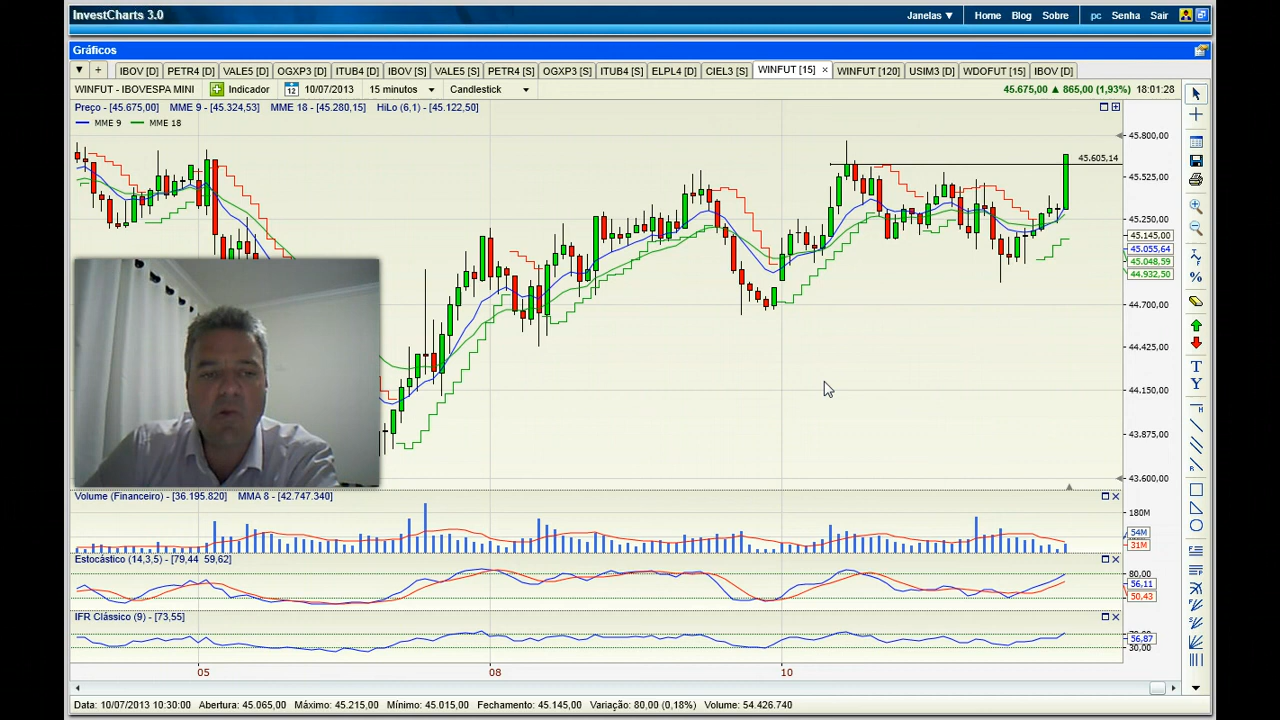 InvestCharts 3.0
Janelas ▼ Home Blog Sobre pc Senha Sair
Gráficos
IBOV [D] PETR4 [D] VALE5 [D] OGXP3 [D] ITUB4 [D] IBOV [S] VALE5 [S] PETR4 [S] OGXP3 [S] ITUB4 [S] ELPL4 [D] CIEL3 [S] WINFUT [15] × WINFUT [120] USIM3 [D] WDOFUT [15] IBOV [D]
WINFUT - IBOVESPA MINI Indicador 12 10/07/2013 15 minutos Candlestick 45.675,00 ▲ 865,00 (1,93%) 18:01:28
Preço - [45.675,00] MME 9 - [45.324,53] MME 18 - [45.280,15] HiLo (6,1) - [45.122,50]
MME 9 MME 18
45.800,00
45.605,14
45.525,00
45.250,00
45.145,00
45.055,64
45.048,59
44.932,50
44.700,00
44.425,00
44.150,00
43.875,00
43.600,00
Volume (Financeiro) - [36.195.820] MMA 8 - [42.747.340]
180M
54M
31M
Estocástico (14,3,5) - [79,44 59,62]
80,00
56,11
50,43
IFR Clássico (9) - [73,55]
56,87
30,00
05 08 10
Data: 10/07/2013 10:30:00 Abertura: 45.065,00 Máximo: 45.215,00 Mínimo: 45.015,00 Fechamento: 45.145,00 Variação: 80,00 (0,18%) Volume: 54.426.740